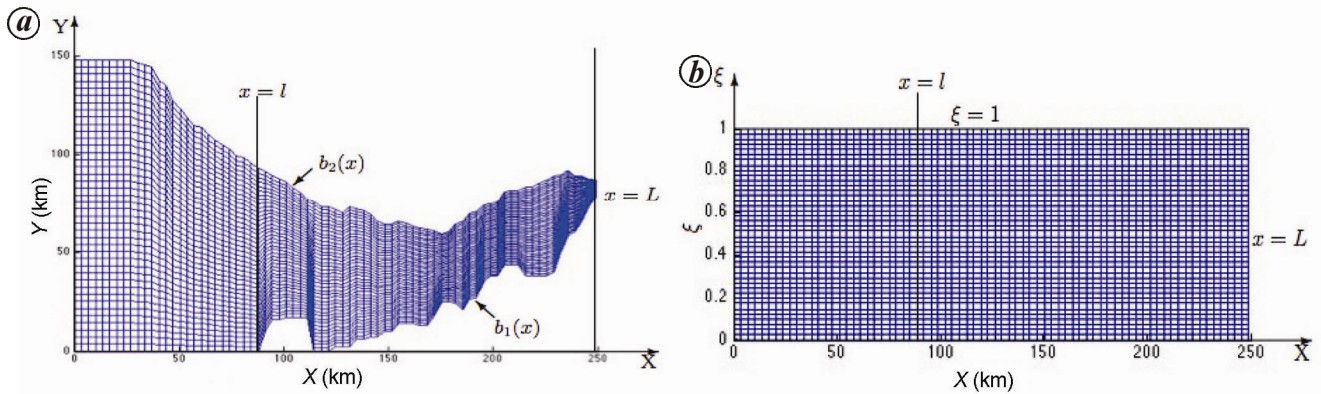 a
Y
150
100
50
0
Y (km)
x = l
b₂(x)
b₁(x)
x = L
0
50
100
150
200
250
X
X (km)
b
ξ
x = l
ξ = 1
1
0.8
0.6
0.4
0.2
0
ξ
x = L
0
50
100
150
200
250
X
X (km)